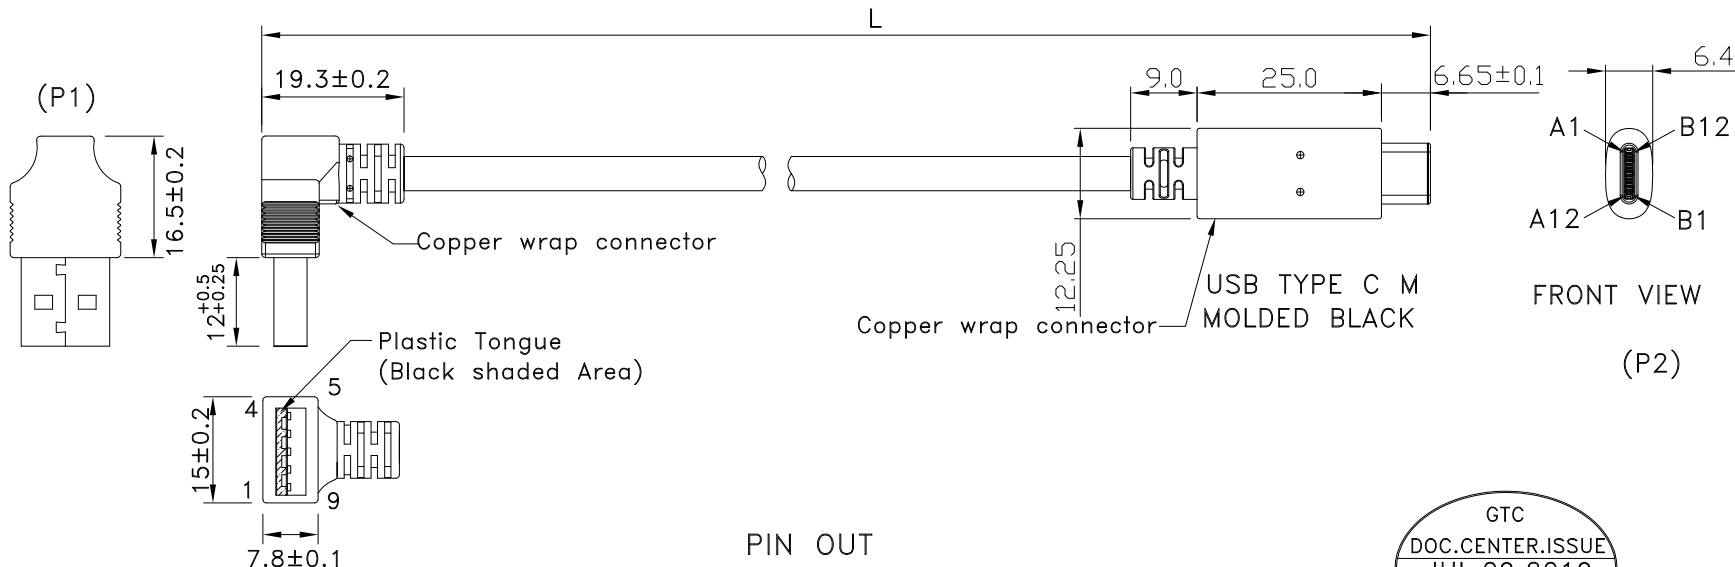 L
(P1)
19.3±0.2
9.0
25.0
6.65±0.1
6.4
A1
B12
A12
B1
16.5±0.2
Copper wrap connector
12+0.5
+0.25
12.25
USB TYPE C M
MOLDED BLACK
Copper wrap connector
FRONT VIEW
(P2)
Plastic Tongue
(Black shaded Area)
5
4
15±0.2
1
9
7.8±0.1
PIN OUT
GTC
DOC.CENTER.ISSUE